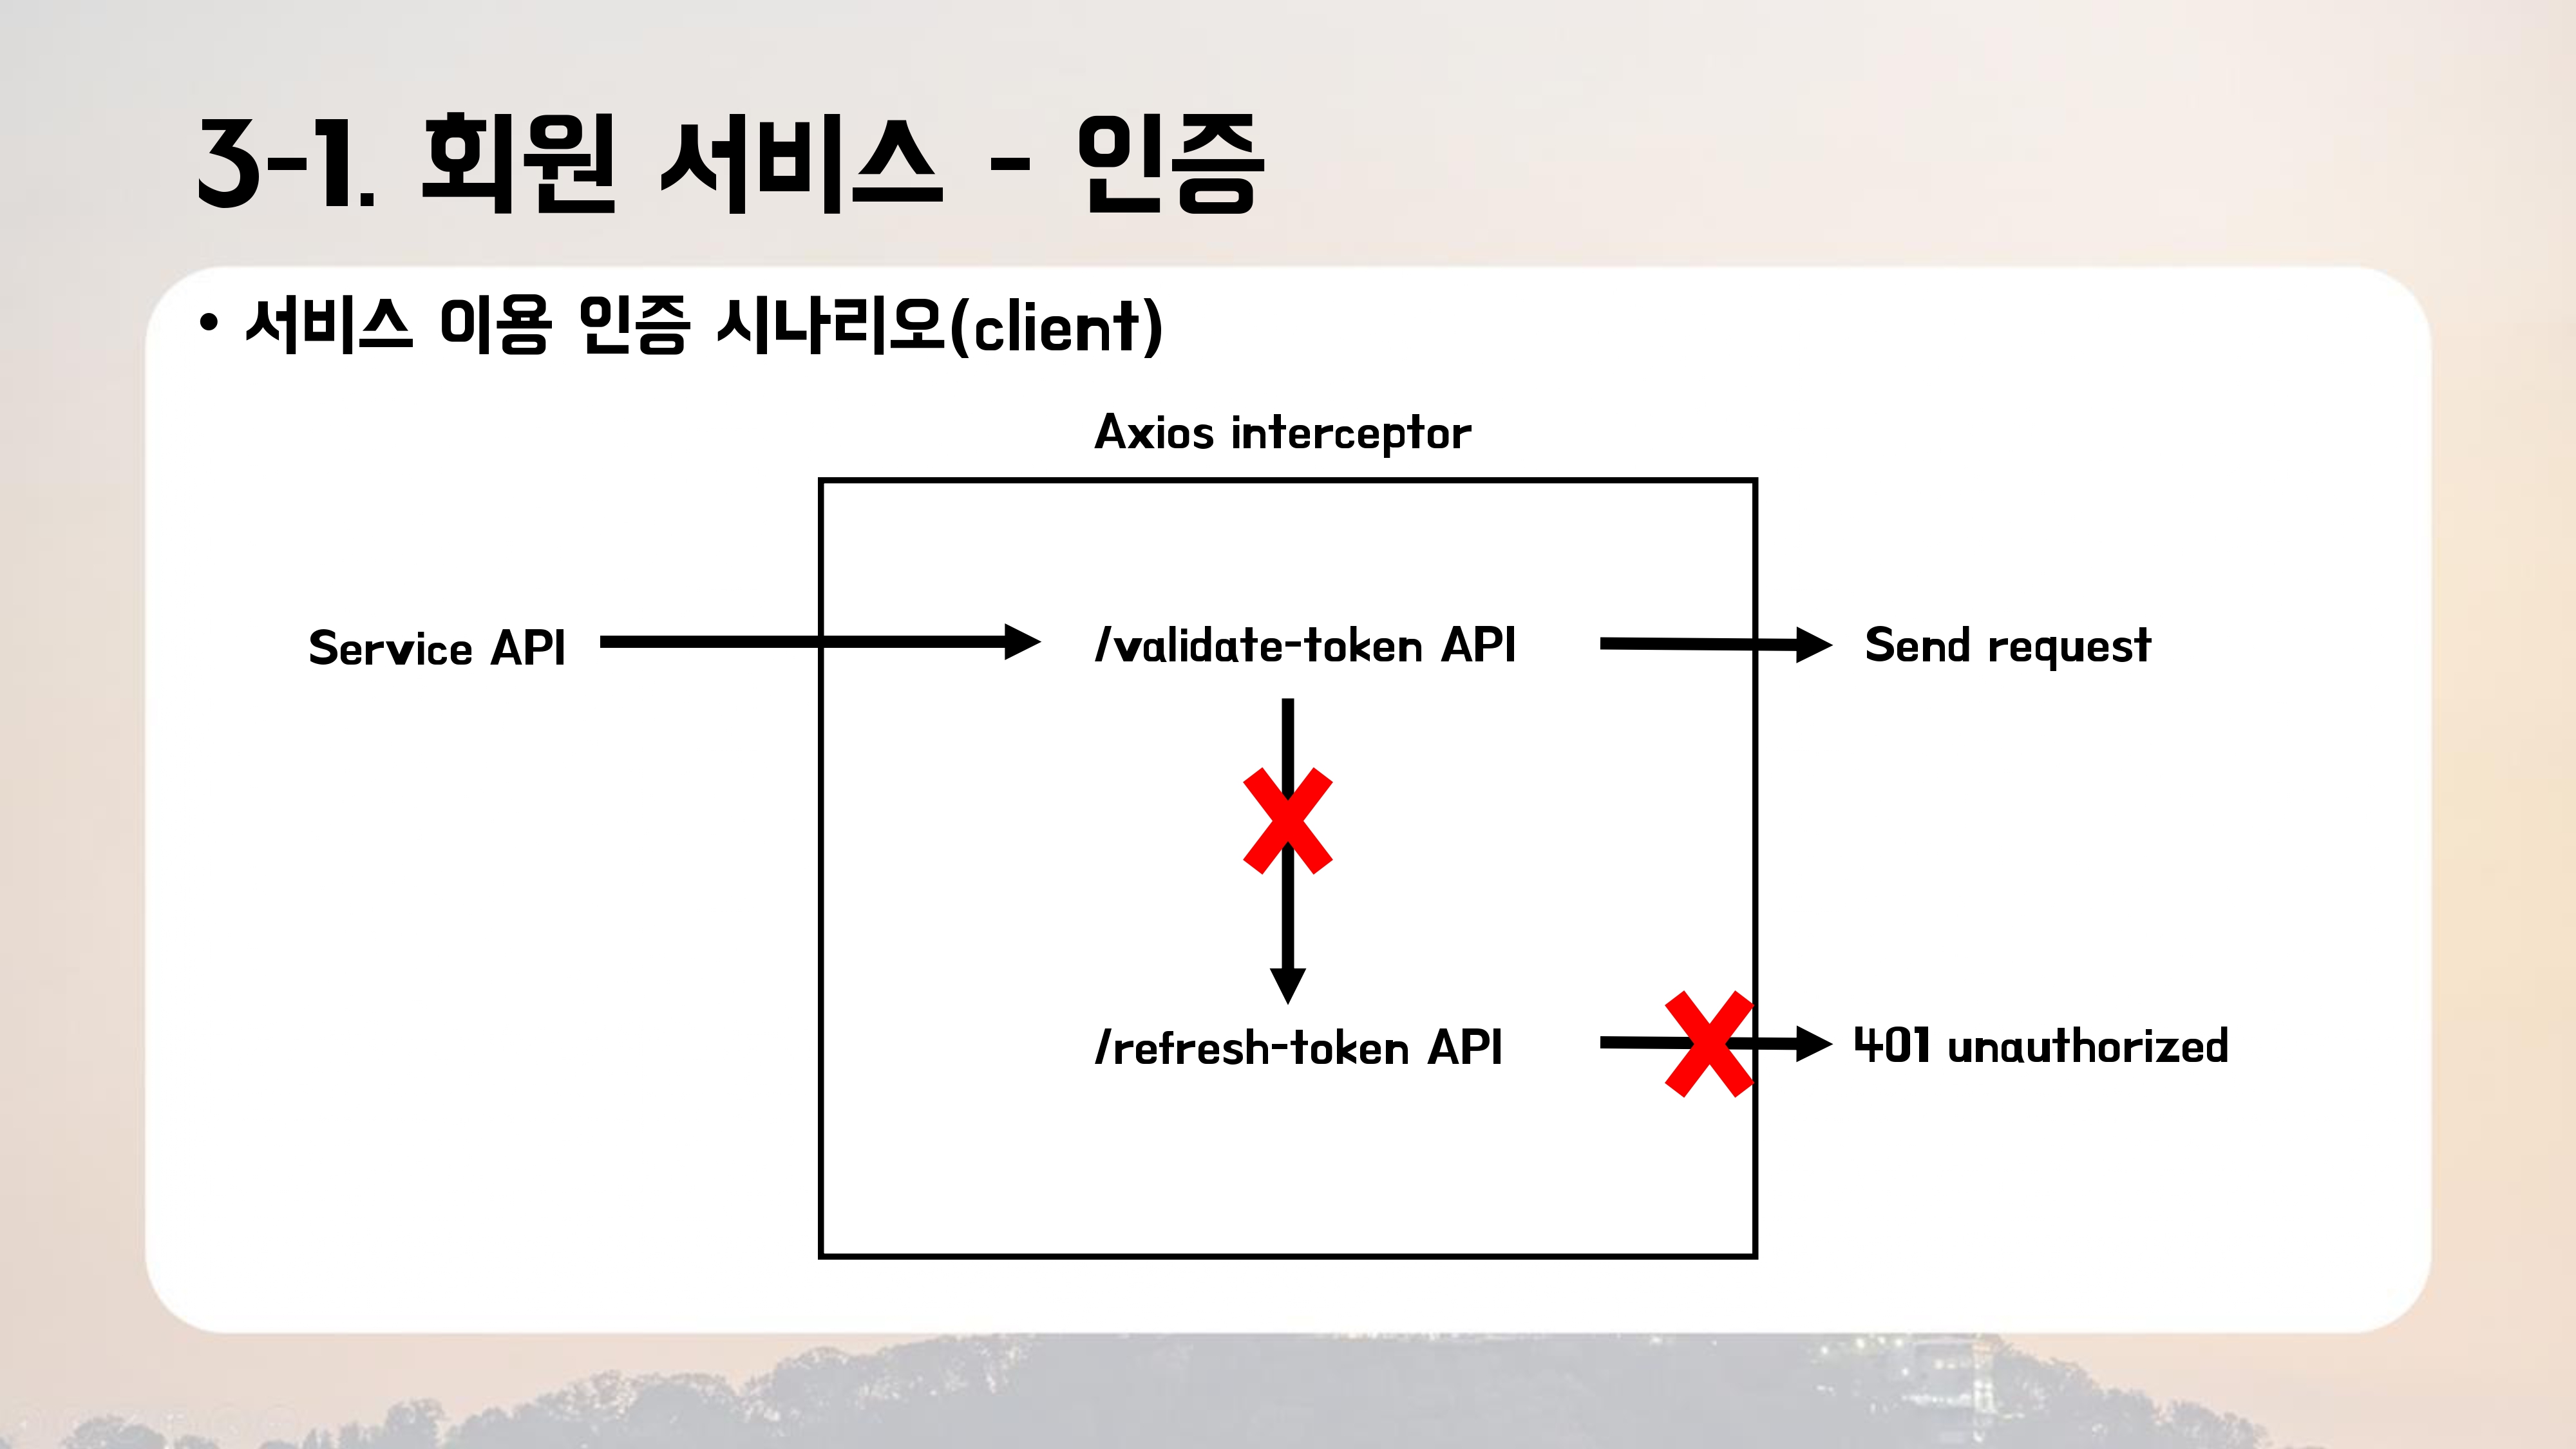 3-1. 회원 서비스 - 인증
• 서비스 이용 인증 시나리오(client)
Axios interceptor
Service API
/validate-token API
Send request
/refresh-token API
401 unauthorized